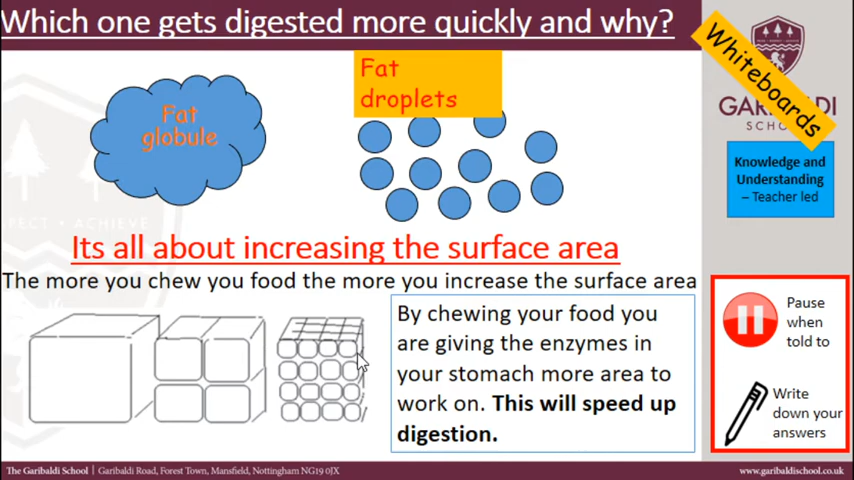 Which one gets digested more quickly and why?
Fat
globule
Fat
droplets
Whiteboards
GARIBALDI
SCHOOL
Knowledge and
Understanding
– Teacher led
Its all about increasing the surface area
The more you chew you food the more you increase the surface area
By chewing your food you
are giving the enzymes in
your stomach more area to
work on. This will speed up
digestion.
Pause
when
told to
Write
down your
answers
The Garibaldi School | Garibaldi Road, Forest Town, Mansfield, Nottingham NG19 0JX
www.garibaldischool.co.uk